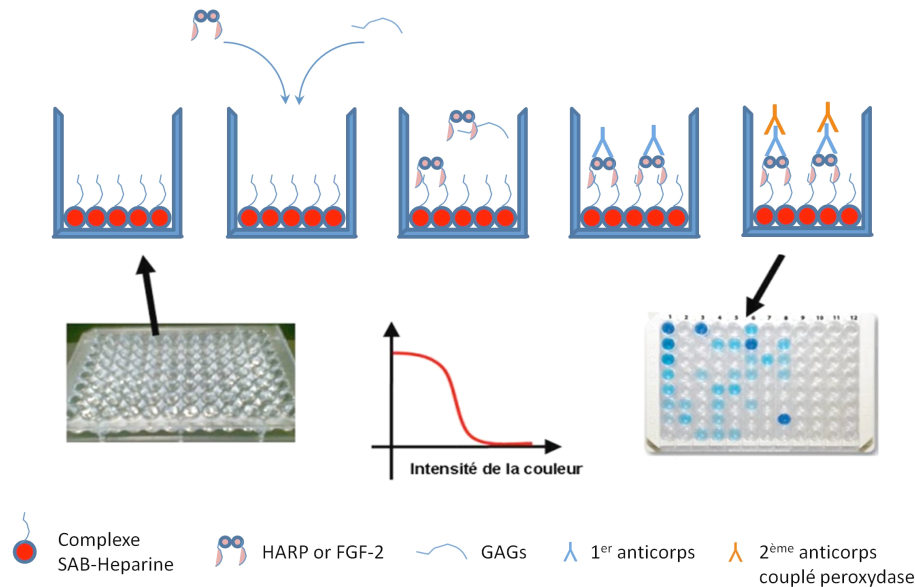 1 2 3 4 5 6 7 8 9 10 11 12
Intensité de la couleur
Complexe
SAB-Heparine
HARP or FGF-2
GAGs
1er anticorps
2ème anticorps
couplé peroxydase